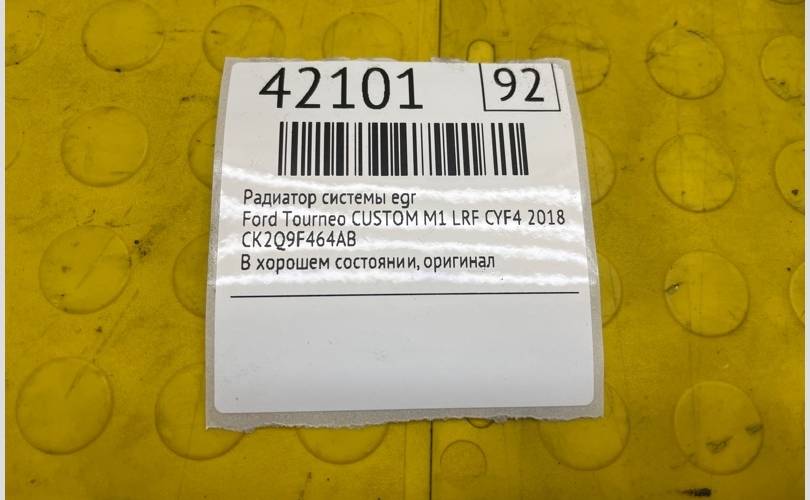 42101 92
Радиатор системы egr
Ford Tourneo CUSTOM M1 LRF CYF4 2018
CK2Q9F464AB
В хорошем состоянии, оригинал